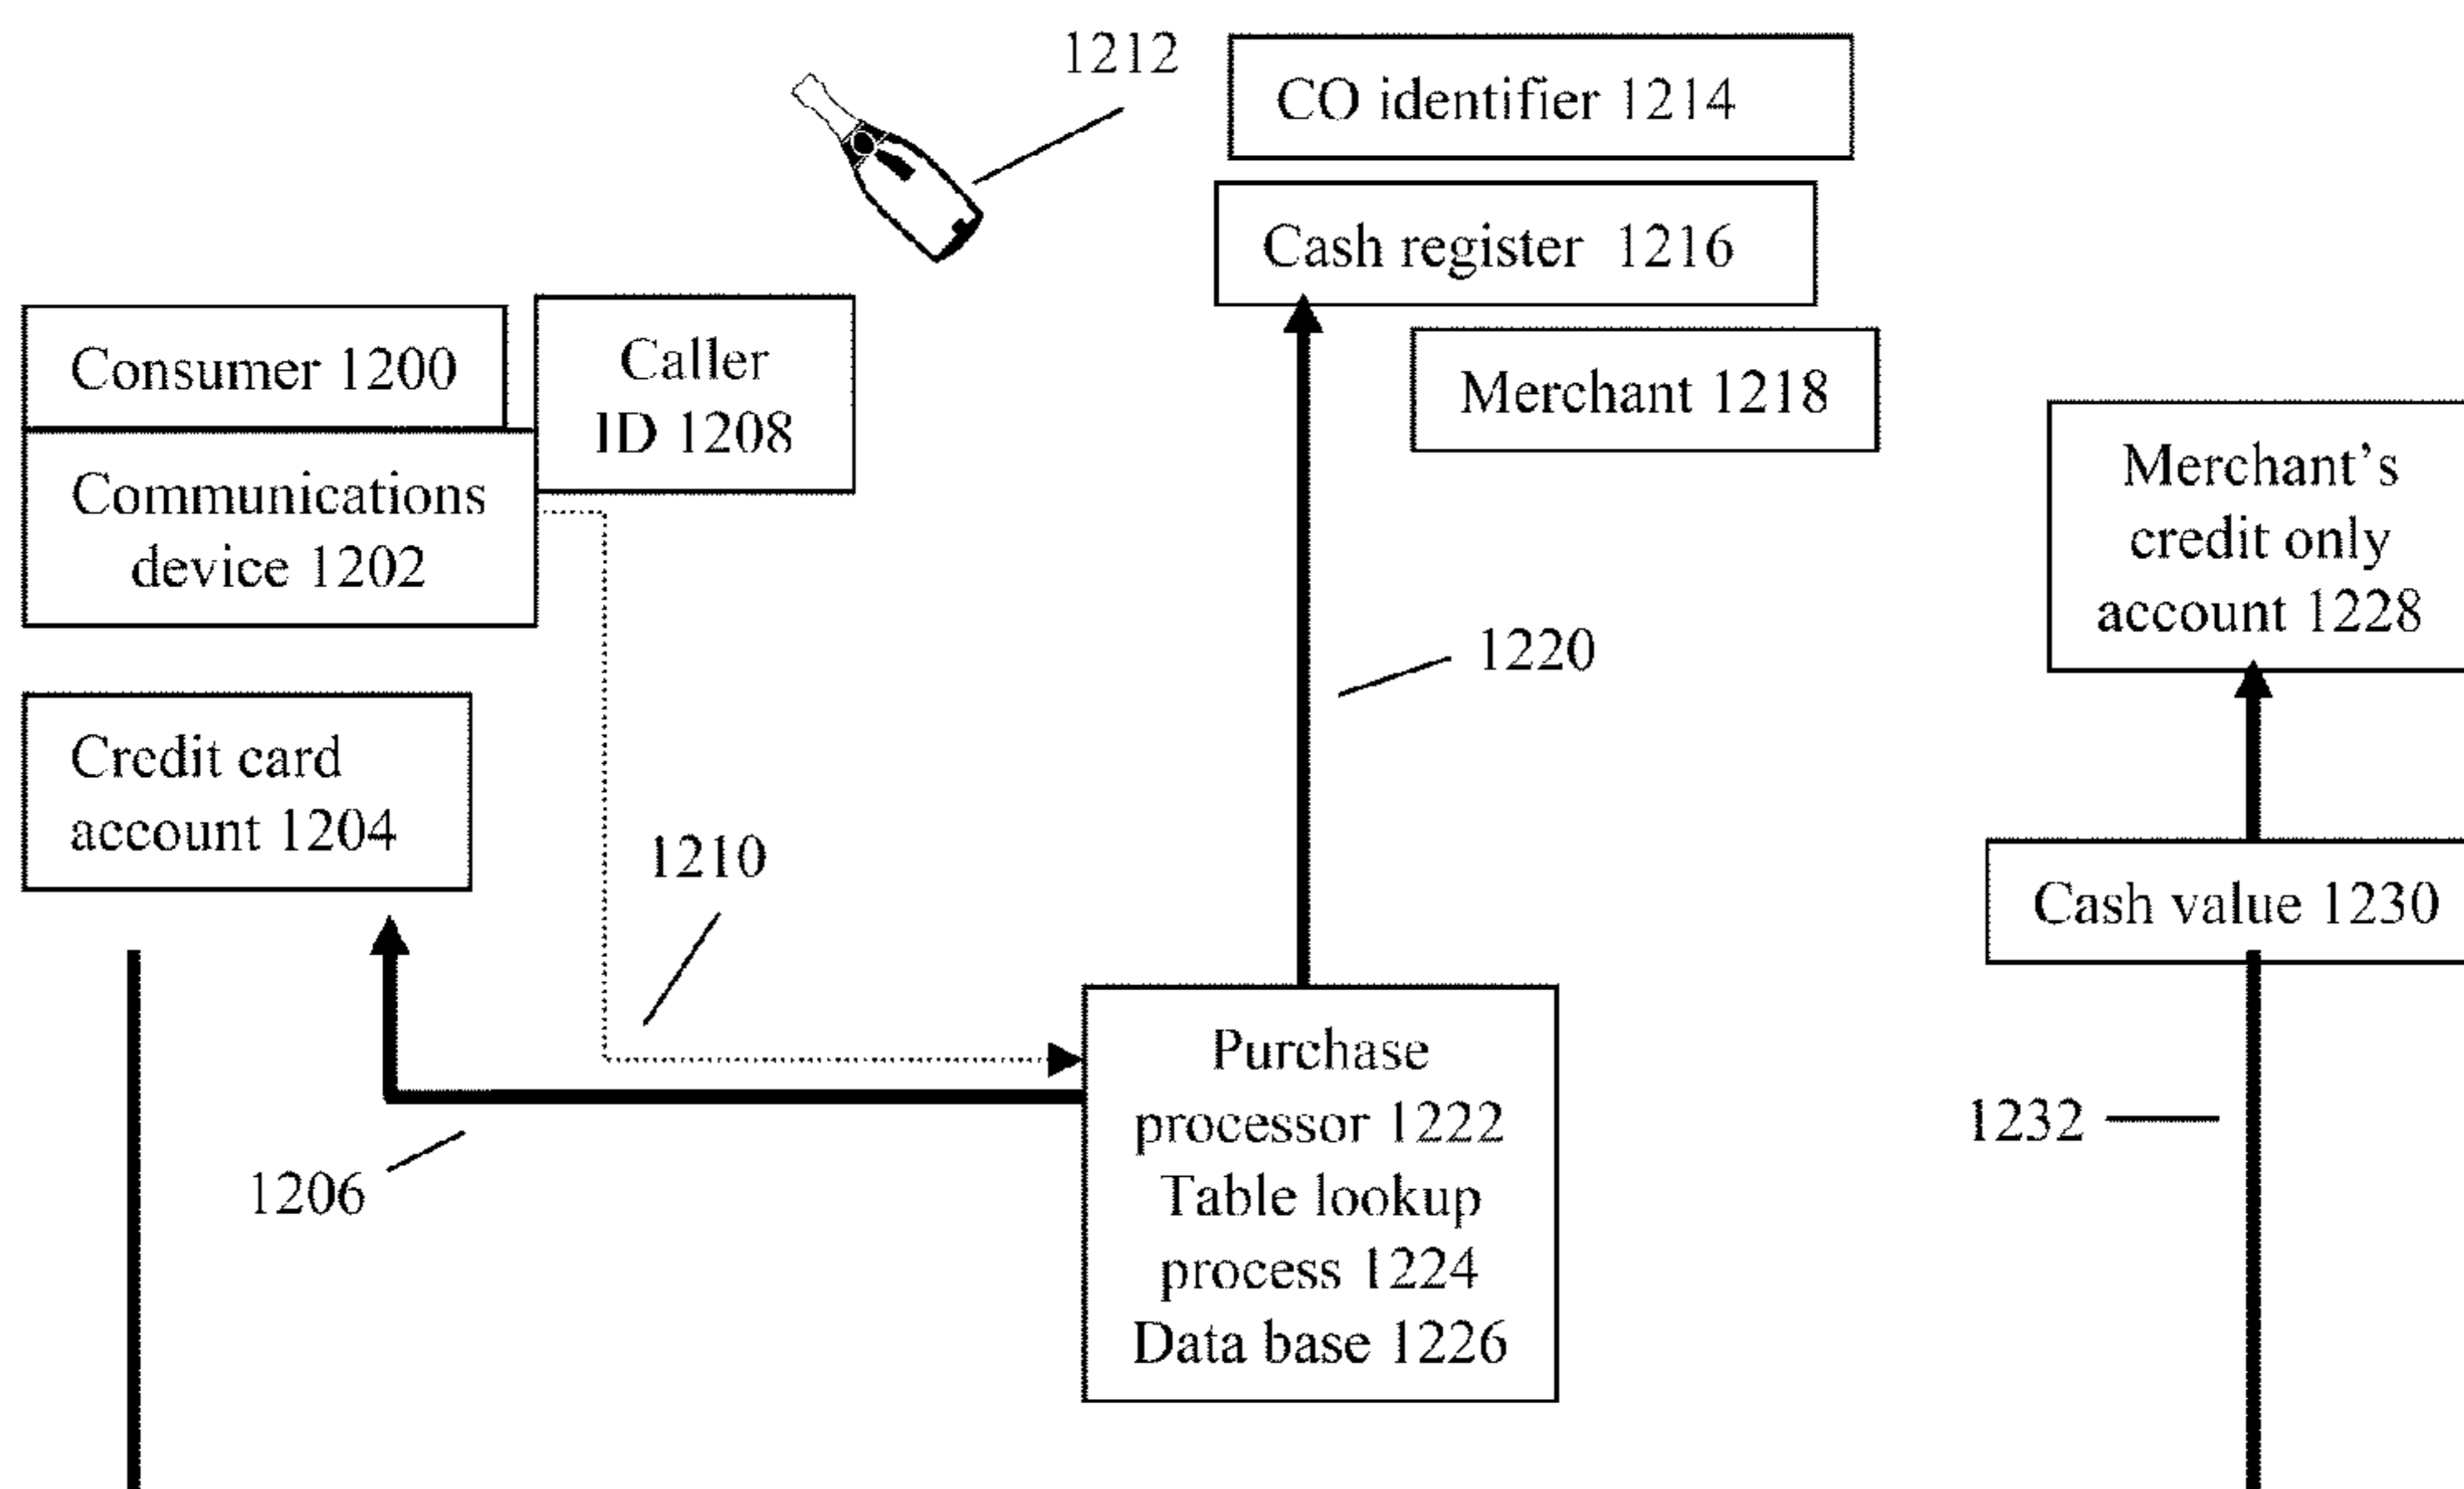 1212
CO identifier 1214
Cash register 1216
Consumer 1200
Caller
ID 1208
Merchant 1218
Communications
device 1202
Merchant’s
credit only
account 1228
1220
Credit card
account 1204
1210
Cash value 1230
Purchase
processor 1222
Table lookup
process 1224
Data base 1226
1232
1206